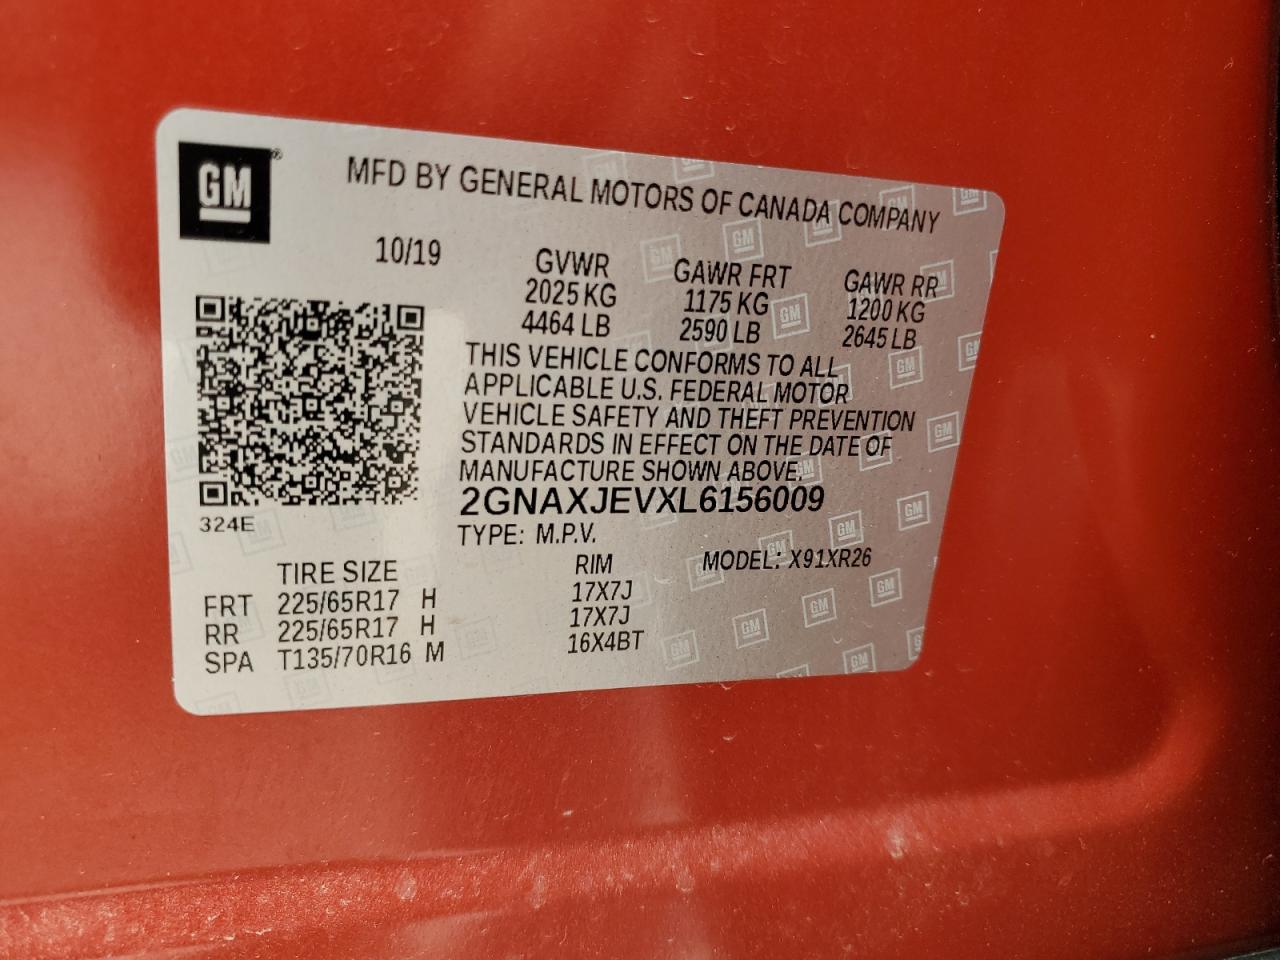 GM
MFD BY GENERAL MOTORS OF CANADA COMPANY
10/19
GVWR GAWR FRT GAWR RR
2025 KG 1175 KG 1200 KG
4464 LB 2590 LB 2645 LB
THIS VEHICLE CONFORMS TO ALL
APPLICABLE U.S. FEDERAL MOTOR
VEHICLE SAFETY AND THEFT PREVENTION
STANDARDS IN EFFECT ON THE DATE OF
MANUFACTURE SHOWN ABOVE.
2GNAXJEVXL6156009
324E
TYPE: M.P.V.
MODEL: X91XR26
TIRE SIZE RIM
FRT 225/65R17 H 17X7J
RR 225/65R17 H 17X7J
SPA T135/70R16 M 16X4BT